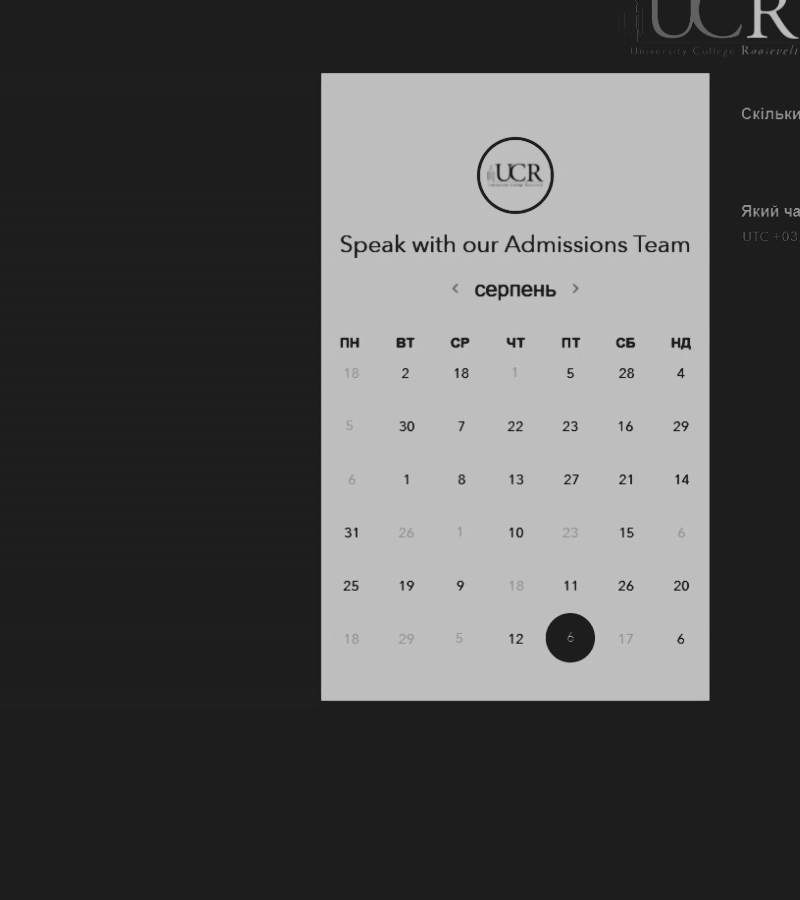 UCR
University College Roosevelt
Скільки
UCR
Який ча
Speak with our Admissions Team
UTC +03
< серпень >
ПН ВТ СР ЧТ ПТ СБ НД
18 2 18 1 5 28 4
5 30 7 22 23 16 29
6 1 8 13 27 21 14
31 26 1 10 23 15 6
25 19 9 18 11 26 20
18 29 5 12 6 17 6